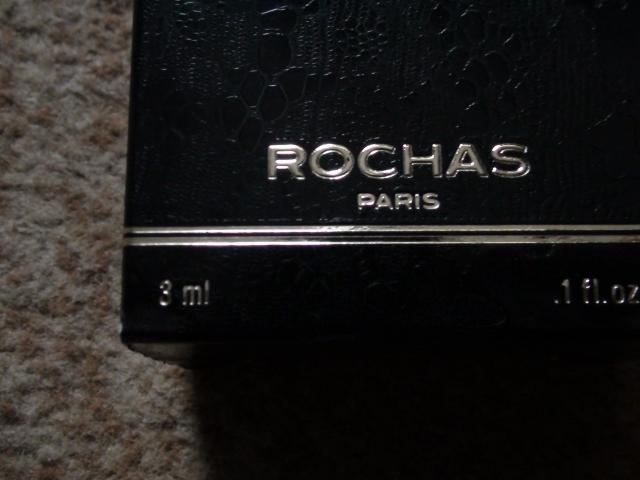 ROCHAS
PARIS
3 ml .1 fl.oz